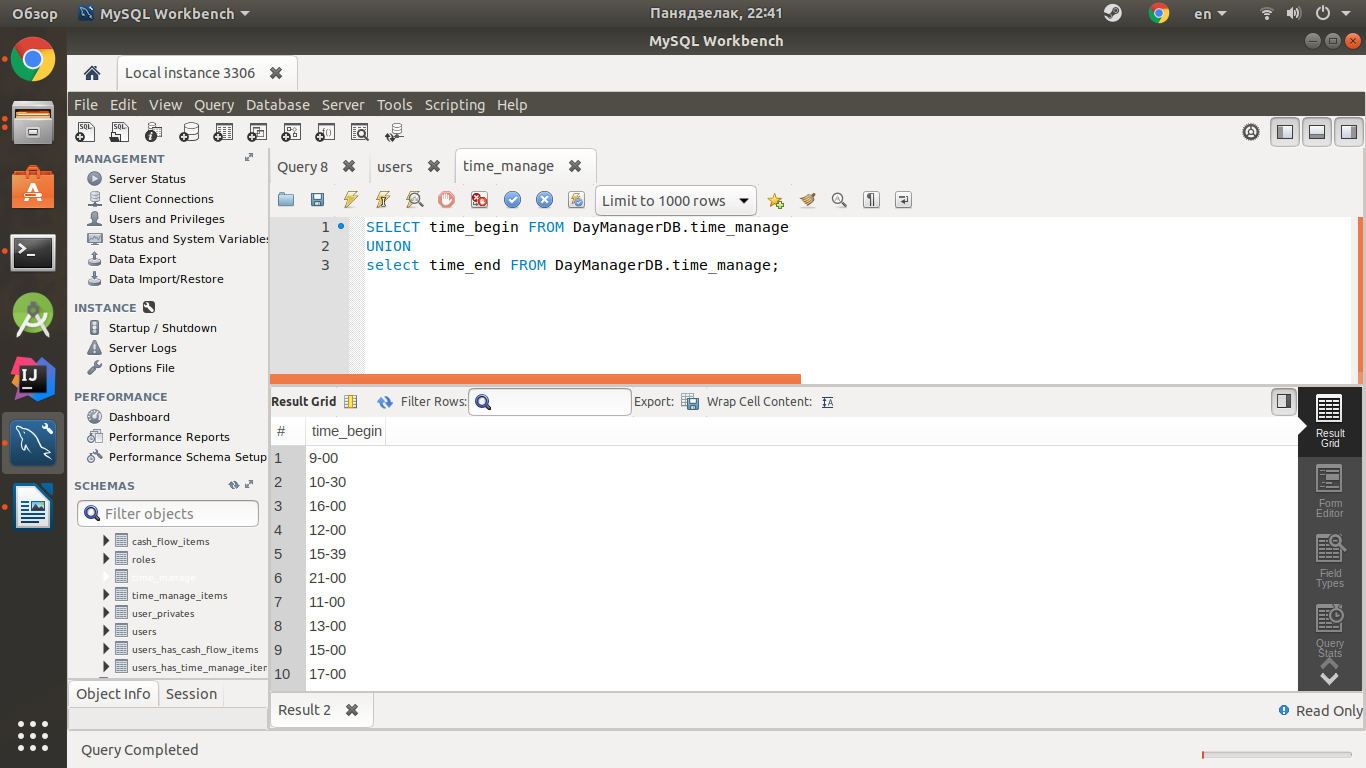 Обзор MySQL Workbench Панядзелак, 22:41 en
MySQL Workbench
Local instance 3306
File Edit View Query Database Server Tools Scripting Help
MANAGEMENT
Server Status
Client Connections
Users and Privileges
Status and System Variables
Data Export
Data Import/Restore
INSTANCE
Startup / Shutdown
Server Logs
Options File
PERFORMANCE
Dashboard
Performance Reports
Performance Schema Setup
SCHEMAS
Filter objects
cash_flow_items
roles
time_manage
time_manage_items
user_privates
users
users_has_cash_flow_items
users_has_time_manage_iter
Object Info Session
Query 8 users time_manage
Limit to 1000 rows
1 SELECT time_begin FROM DayManagerDB.time_manage
2 UNION
3 select time_end FROM DayManagerDB.time_manage;
Result Grid Filter Rows: Export: Wrap Cell Content:
# time_begin
1 9-00
2 10-30
3 16-00
4 12-00
5 15-39
6 21-00
7 11-00
8 13-00
9 15-00
10 17-00
Result
Grid
Form
Editor
Field
Types
Query
Stats
Result 2 Read Only
Query Completed